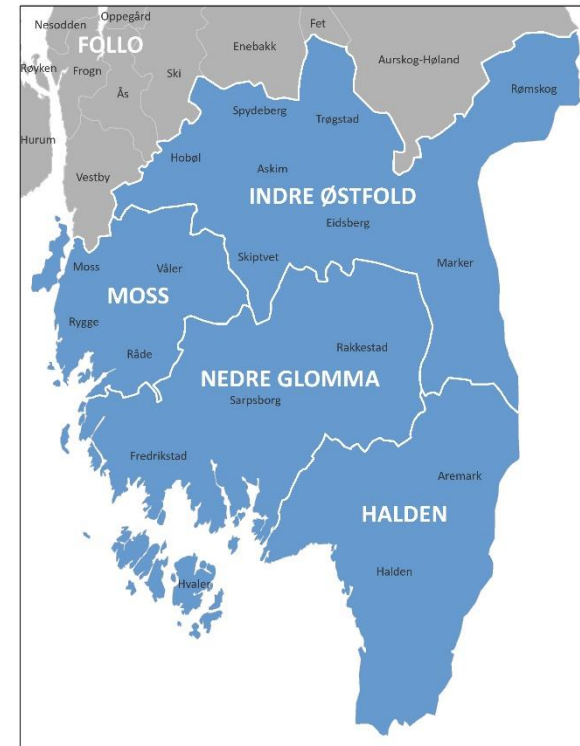 Oppegård
Nesodden
Fet
FOLLO
Enebakk
Aurskog-Høland
Røyken
Frogn
Ski
Rømskog
Ås
Spydeberg
Trøgstad
Hurum
Hobøl
Askim
Vestby
INDRE ØSTFOLD
Eidsberg
Skiptvet
Marker
Moss
Våler
MOSS
Rygge
Råde
Rakkestad
NEDRE GLOMMA
Sarpsborg
Fredrikstad
Aremark
HALDEN
Halden
Hvaler